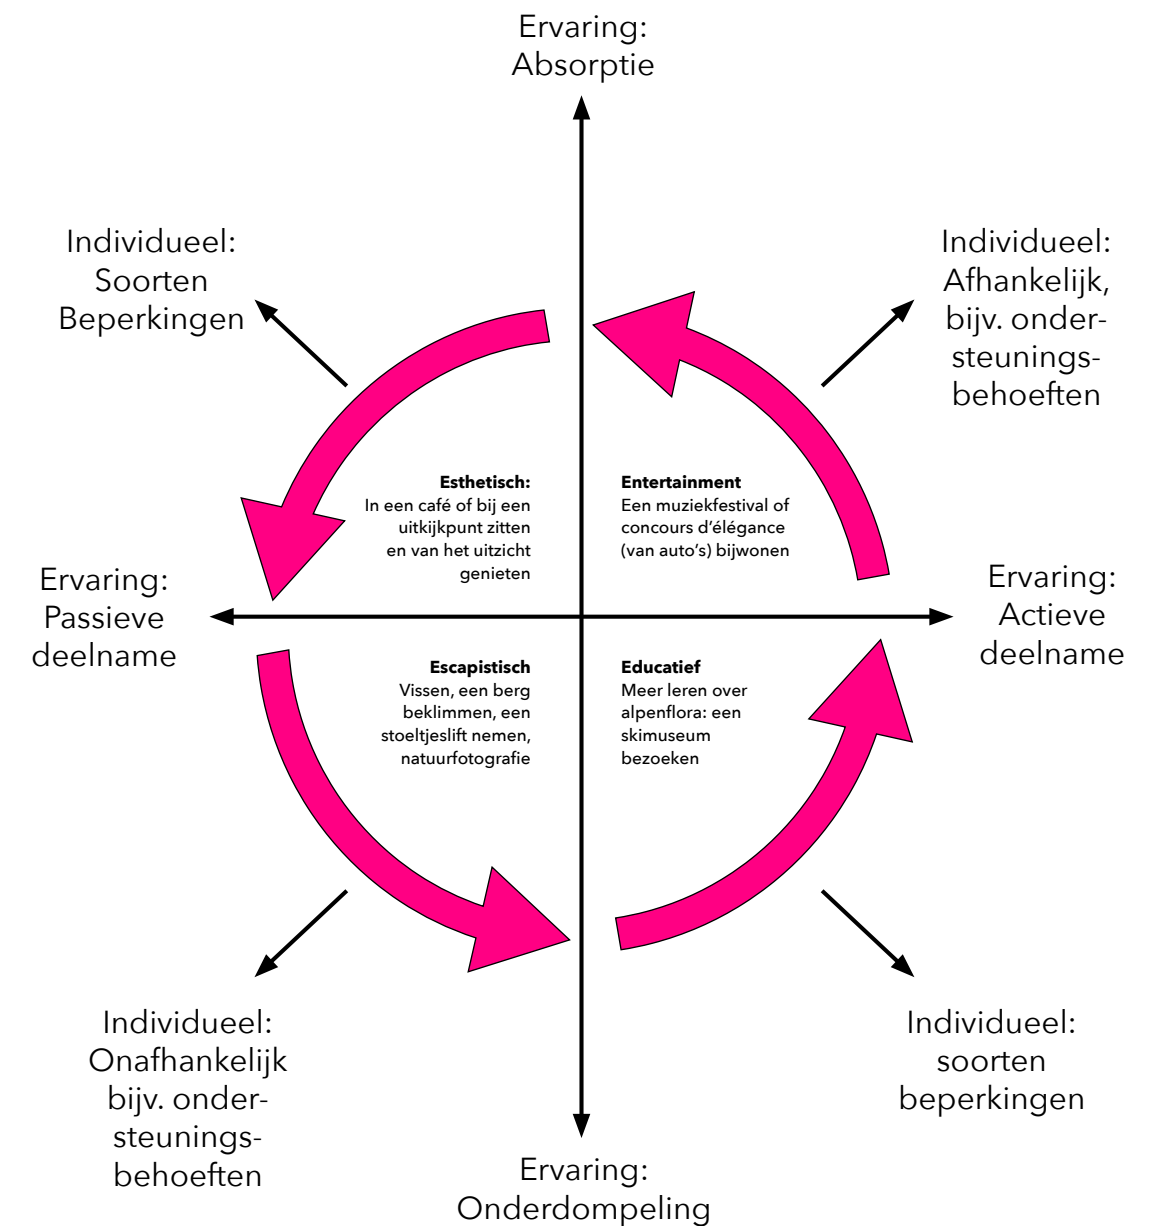 Ervaring:
Absorptie
Individueel:
Soorten
Beperkingen
Individueel:
Afhankelijk,
bijv. onder-
steunings-
behoeften
Esthetisch:
In een café of bij een
uitkijkpunt zitten
en van het uitzicht
genieten
Entertainment
Een muziekfestival of
concours d’élégance
(van auto’s) bijwonen
Ervaring:
Passieve
deelname
Ervaring:
Actieve
deelname
Escapistisch
Vissen, een berg
beklimmen, een
stoeltjeslift nemen,
natuurfotografie
Educatief
Meer leren over
alpenflora: een
skimuseum
bezoeken
Individueel:
Onafhankelijk
bijv. onder-
steunings-
behoeften
Individueel:
soorten
beperkingen
Ervaring:
Onderdompeling